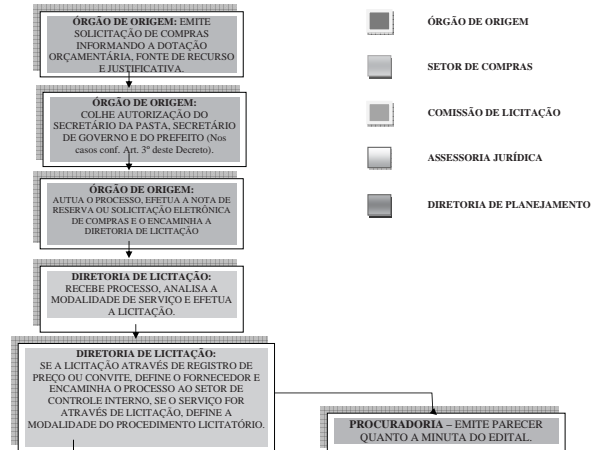 ÓRGÃO DE ORIGEM: EMITE
SOLICITAÇÃO DE COMPRAS
INFORMANDO A DOTAÇÃO
ORÇAMENTÁRIA, FONTE DE RECURSO
E JUSTIFICATIVA.
ÓRGÃO DE ORIGEM:
COLHE AUTORIZAÇÃO DO
SECRETÁRIO DA PASTA, SECRETÁRIO
DE GOVERNO E DO PREFEITO (Nos
casos conf. Art. 3º deste Decreto).
ÓRGÃO DE ORIGEM:
AUTUA O PROCESSO, EFETUA A NOTA DE
RESERVA OU SOLICITAÇÃO ELETRÔNICA
DE COMPRAS E O ENCAMINHA A
DIRETORIA DE LICITAÇÃO
DIRETORIA DE LICITAÇÃO:
RECEBE PROCESSO, ANALISA A
MODALIDADE DE SERVIÇO E EFETUA
A LICITAÇÃO.
DIRETORIA DE LICITAÇÃO:
SE A LICITAÇÃO ATRAVÉS DE REGISTRO DE
PREÇO OU CONVITE, DEFINE O FORNECEDOR E
ENCAMINHA O PROCESSO AO SETOR DE
CONTROLE INTERNO, SE O SERVIÇO FOR
ATRAVÉS DE LICITAÇÃO, DEFINE A
MODALIDADE DO PROCEDIMENTO LICITATÓRIO.
PROCURADORIA – EMITE PARECER
QUANTO A MINUTA DO EDITAL.
ÓRGÃO DE ORIGEM
SETOR DE COMPRAS
COMISSÃO DE LICITAÇÃO
ASSESSORIA JURÍDICA
DIRETORIA DE PLANEJAMENTO